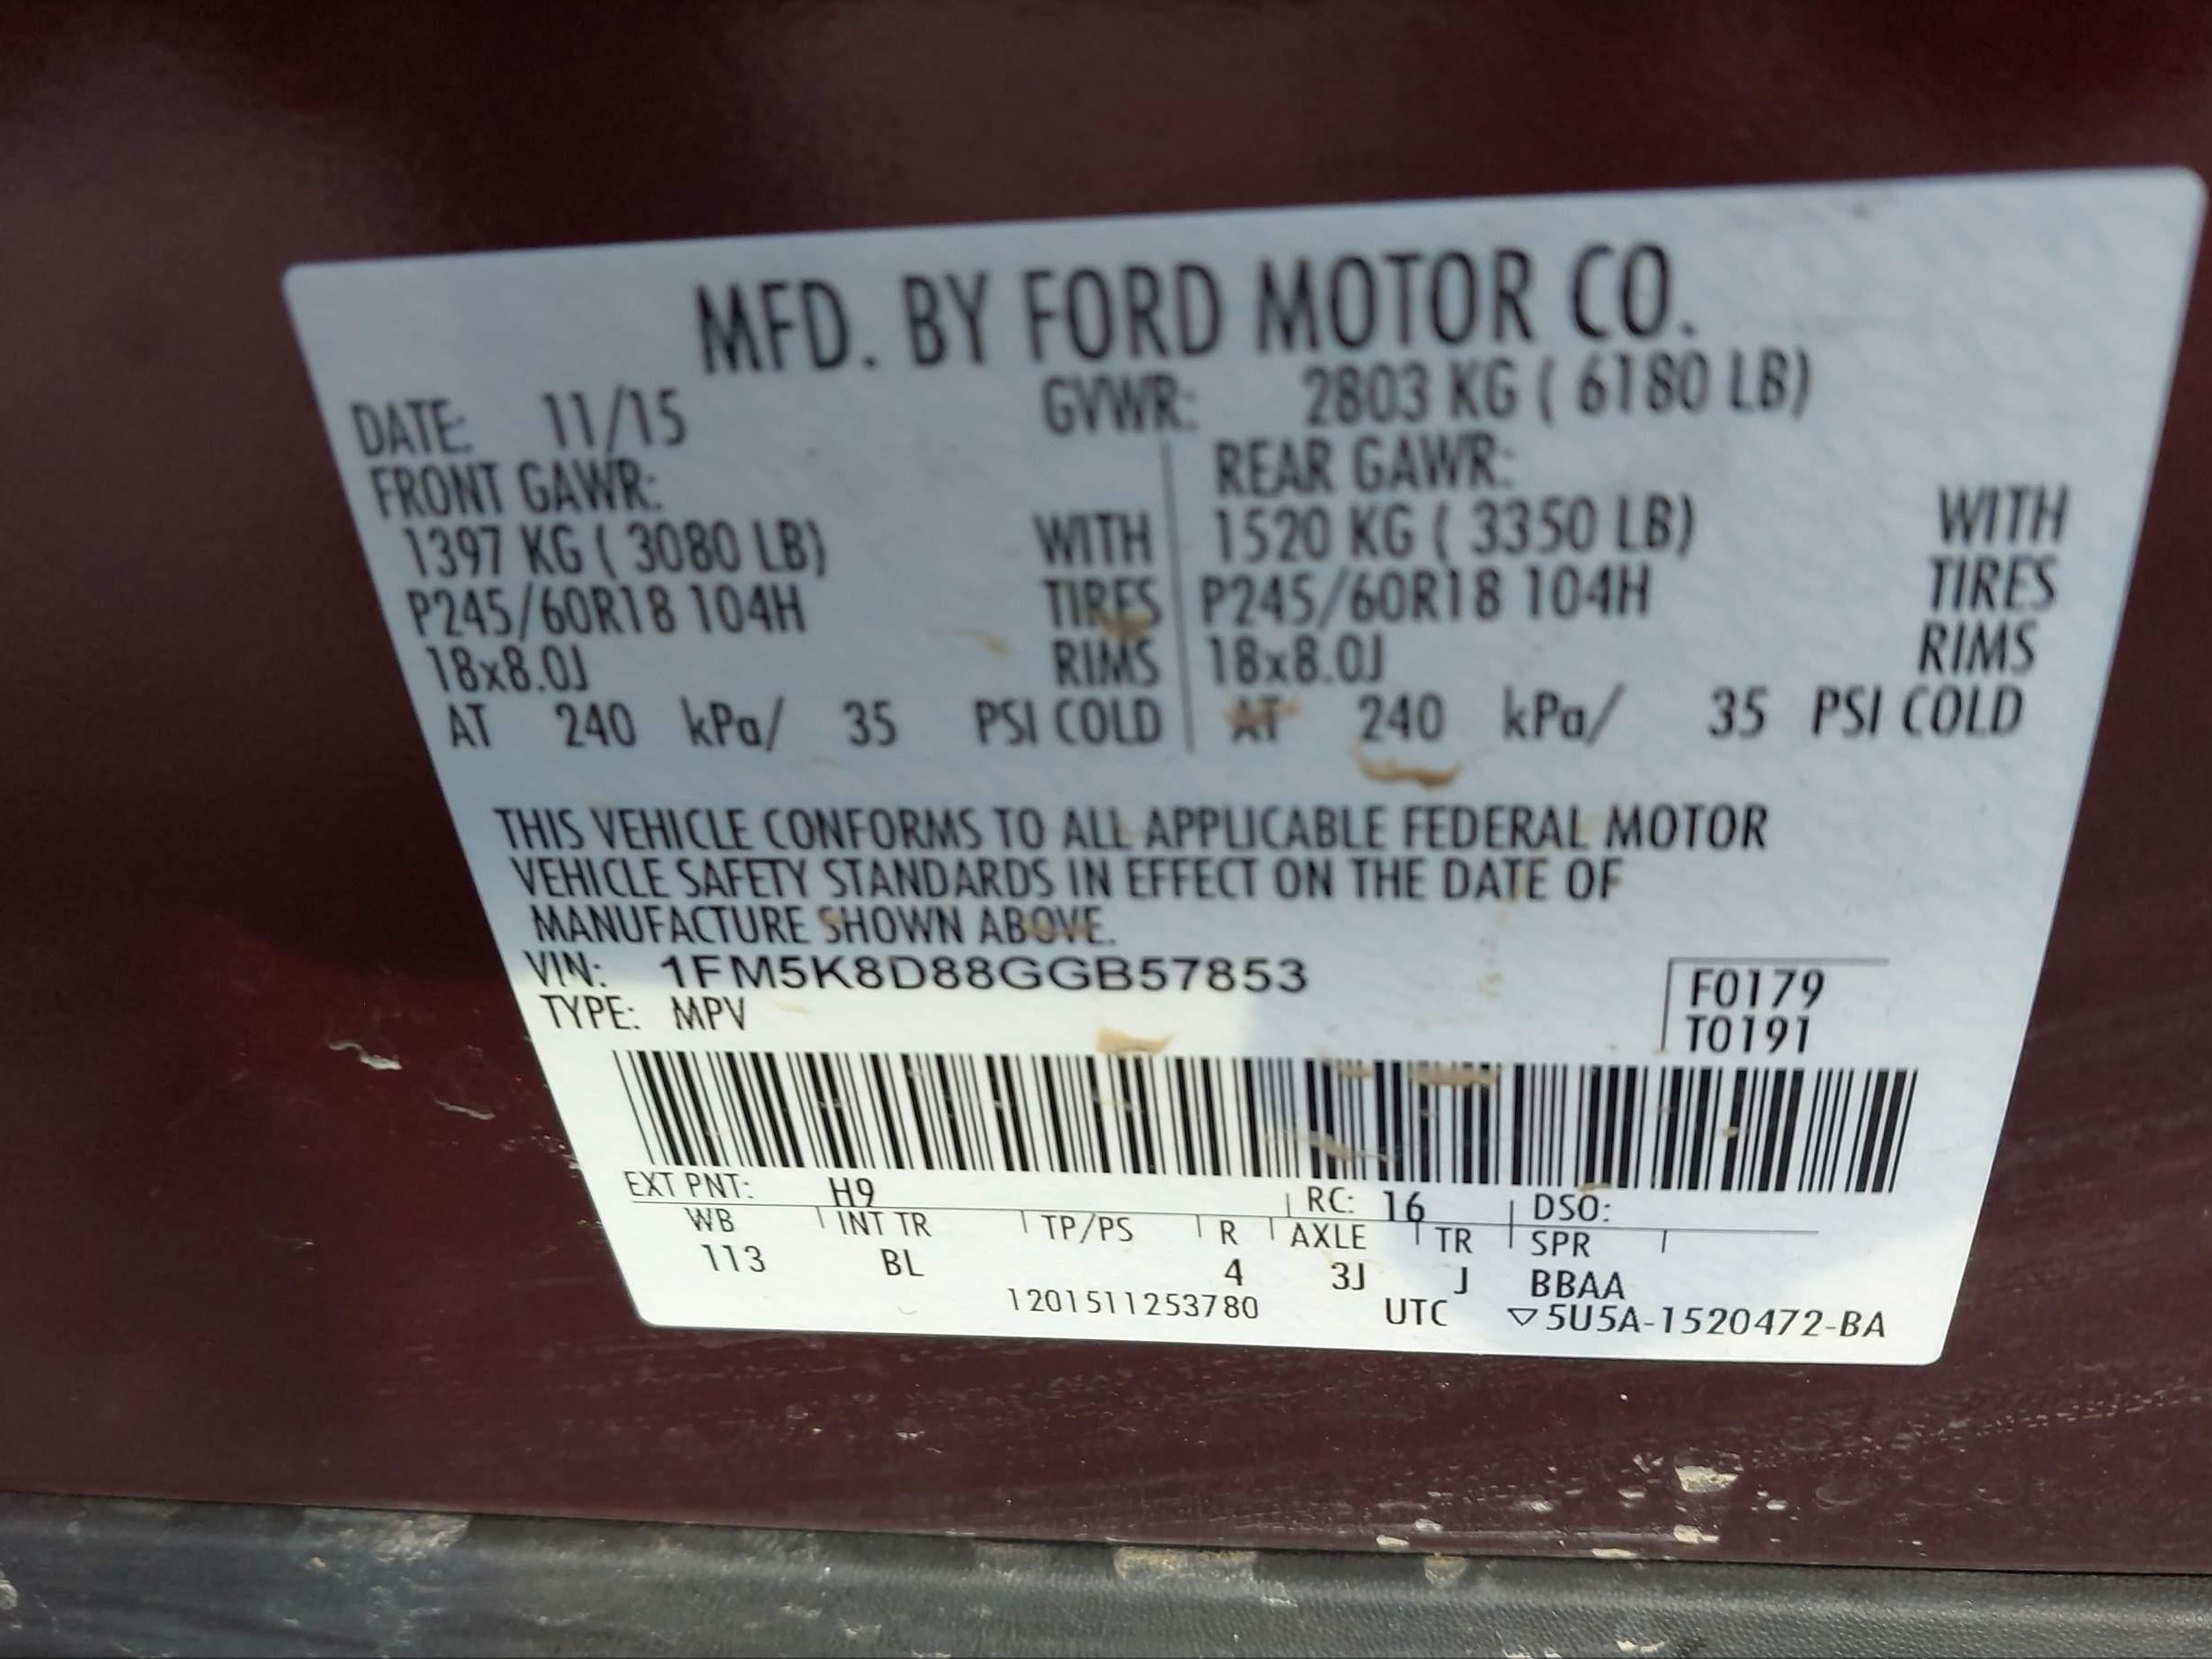 MFD. BY FORD MOTOR CO.
DATE: 11/15 GVWR: 2803 KG ( 6180 LB)
FRONT GAWR: REAR GAWR:
1397 KG ( 3080 LB) WITH 1520 KG ( 3350 LB) WITH
P245/60R18 104H TIRES P245/60R18 104H TIRES
18x8.0J RIMS 18x8.0J RIMS
AT 240 kPa/ 35 PSI COLD AT 240 kPa/ 35 PSI COLD
THIS VEHICLE CONFORMS TO ALL APPLICABLE FEDERAL MOTOR
VEHICLE SAFETY STANDARDS IN EFFECT ON THE DATE OF
MANUFACTURE SHOWN ABOVE.
VIN: 1FM5K8D88GGB57853 F0179
TYPE: MPV T0191
EXT PNT: H9 RC: 16 DSO:
WB INT TR TP/PS R AXLE TR SPR
113 BL 4 3J J BBAA
1201511253780 UTC ▽5U5A-1520472-BA